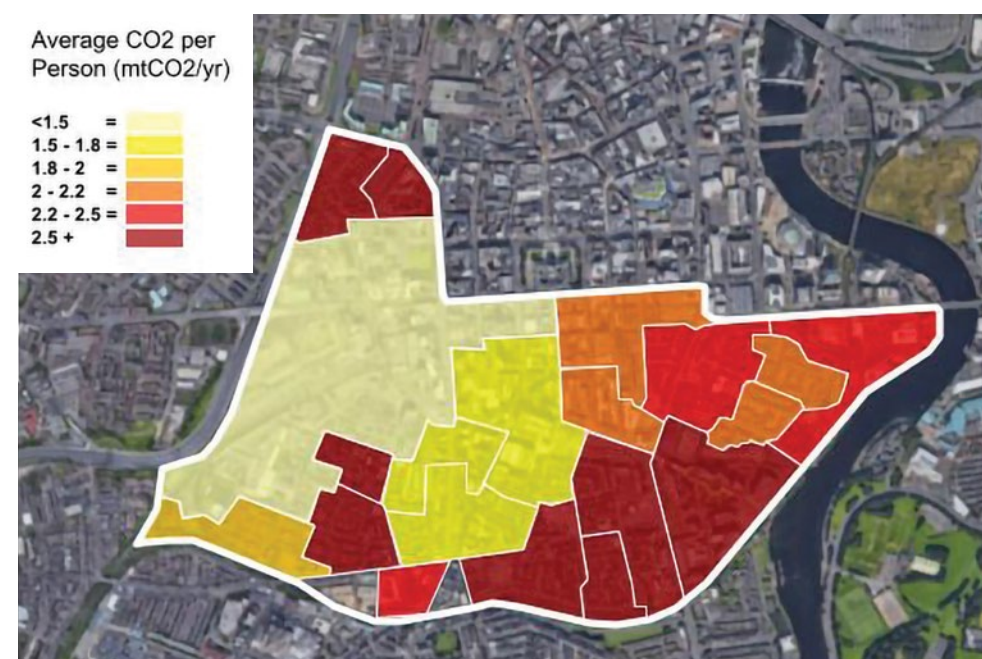 Average CO2 per
Person (mtCO2/yr)
<1.5 =
1.5 - 1.8 =
1.8 - 2 =
2 - 2.2 =
2.2 - 2.5 =
2.5 +